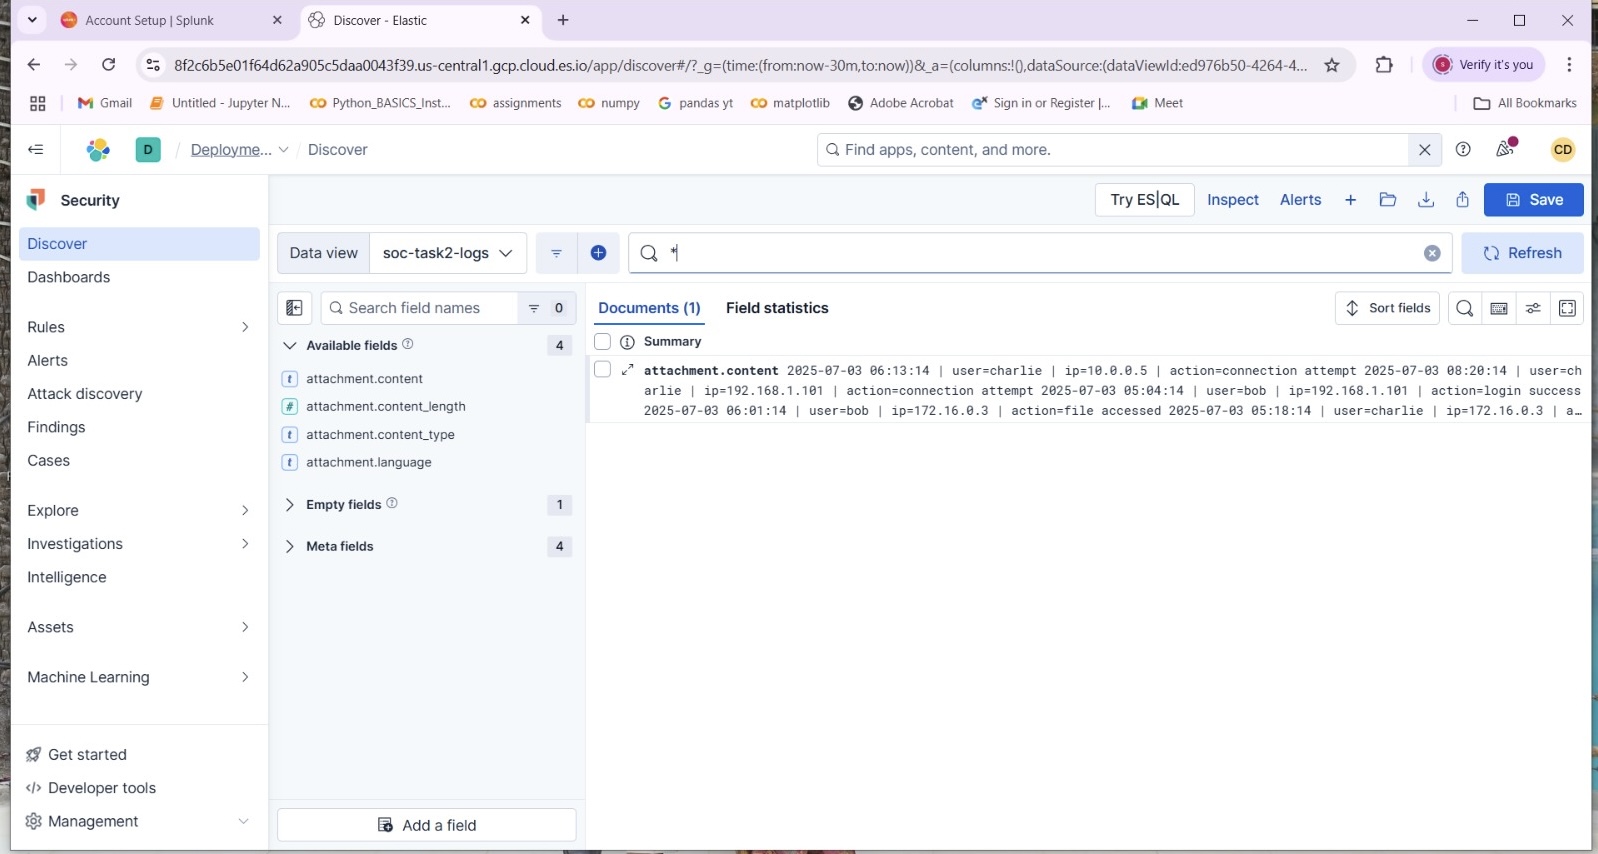 Account Setup | Splunk
Discover - Elastic
8f2c6b5e01f64d62a905c5daa0043f39.us-central1.gcp.cloud.es.io/app/discover#/?_g=(time:(from:now-30m,to:now))&_a=(columns:!(),dataSource:(dataViewId:ed976b50-4264-4...
Verify it's you
Gmail
Untitled - Jupyter N...
Python_BASICS_Inst...
assignments
numpy
pandas yt
matplotlib
Adobe Acrobat
Sign in or Register |...
Meet
All Bookmarks
D
/
Deployme...
/
Discover
Find apps, content, and more.
CD
Security
Try ES|QL
Inspect
Alerts
Save
Discover
Data view
soc-task2-logs
*
Refresh
Dashboards
Search field names
0
Documents (1)
Field statistics
Sort fields
Rules
Available fields
4
Summary
Alerts
attachment.content
attachment.content 2025-07-03 06:13:14 | user=charlie | ip=10.0.0.5 | action=connection attempt 2025-07-03 08:20:14 | user=ch
arlie | ip=192.168.1.101 | action=connection attempt 2025-07-03 05:04:14 | user=bob | ip=192.168.1.101 | action=login success
2025-07-03 06:01:14 | user=bob | ip=172.16.0.3 | action=file accessed 2025-07-03 05:18:14 | user=charlie | ip=172.16.0.3 | a...
Attack discovery
attachment.content_length
Findings
attachment.content_type
Cases
attachment.language
Explore
Empty fields
1
Investigations
Meta fields
4
Intelligence
Assets
Machine Learning
Get started
Developer tools
Management
Add a field